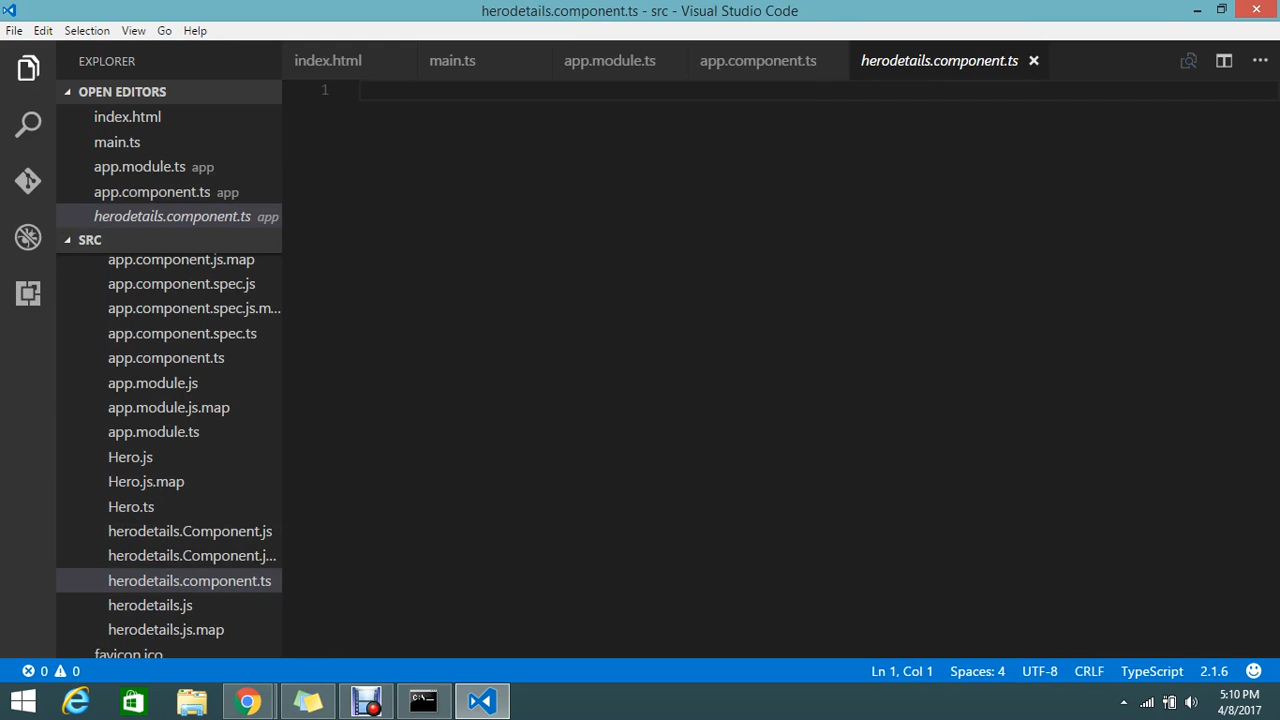 herodetails.component.ts - src - Visual Studio Code
File Edit Selection View Go Help
EXPLORER
index.html main.ts app.module.ts app.component.ts herodetails.component.ts
OPEN EDITORS
index.html
main.ts
app.module.ts app
app.component.ts app
herodetails.component.ts app
SRC
app.component.js.map
app.component.spec.js
app.component.spec.js.m...
app.component.spec.ts
app.component.ts
app.module.js
app.module.js.map
app.module.ts
Hero.js
Hero.js.map
Hero.ts
herodetails.Component.js
herodetails.Component.j...
herodetails.component.ts
herodetails.js
herodetails.js.map
favicon.ico
1
0 0 Ln 1, Col 1 Spaces: 4 UTF-8 CRLF TypeScript 2.1.6
5:10 PM
4/8/2017